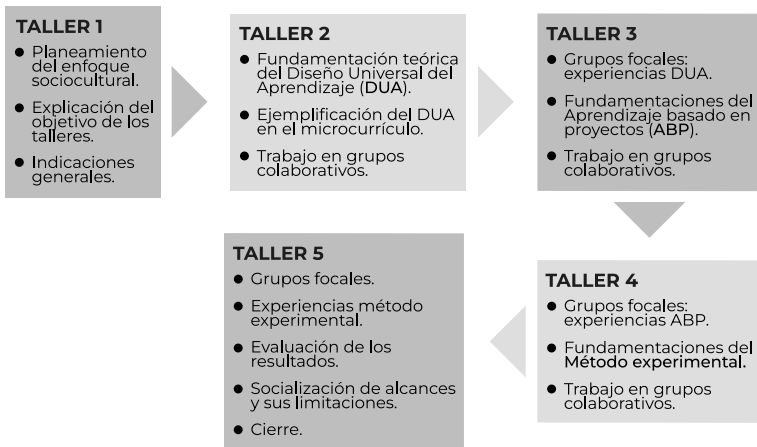 TALLER 1
● Planeamiento
del enfoque
sociocultural.
● Explicación del
objetivo de los
talleres.
● Indicaciones
generales.
TALLER 2
● Fundamentación teórica
del Diseño Universal del
Aprendizaje (DUA).
● Ejemplificación del DUA
en el microcurrículo.
● Trabajo en grupos
colaborativos.
TALLER 3
● Grupos focales:
experiencias DUA.
● Fundamentaciones del
Aprendizaje basado en
proyectos (ABP).
● Trabajo en grupos
colaborativos.
TALLER 4
● Grupos focales:
experiencias ABP.
● Fundamentaciones del
Método experimental.
● Trabajo en grupos
colaborativos.
TALLER 5
● Grupos focales.
● Experiencias método
experimental.
● Evaluación de los
resultados.
● Socialización de alcances
y sus limitaciones.
● Cierre.